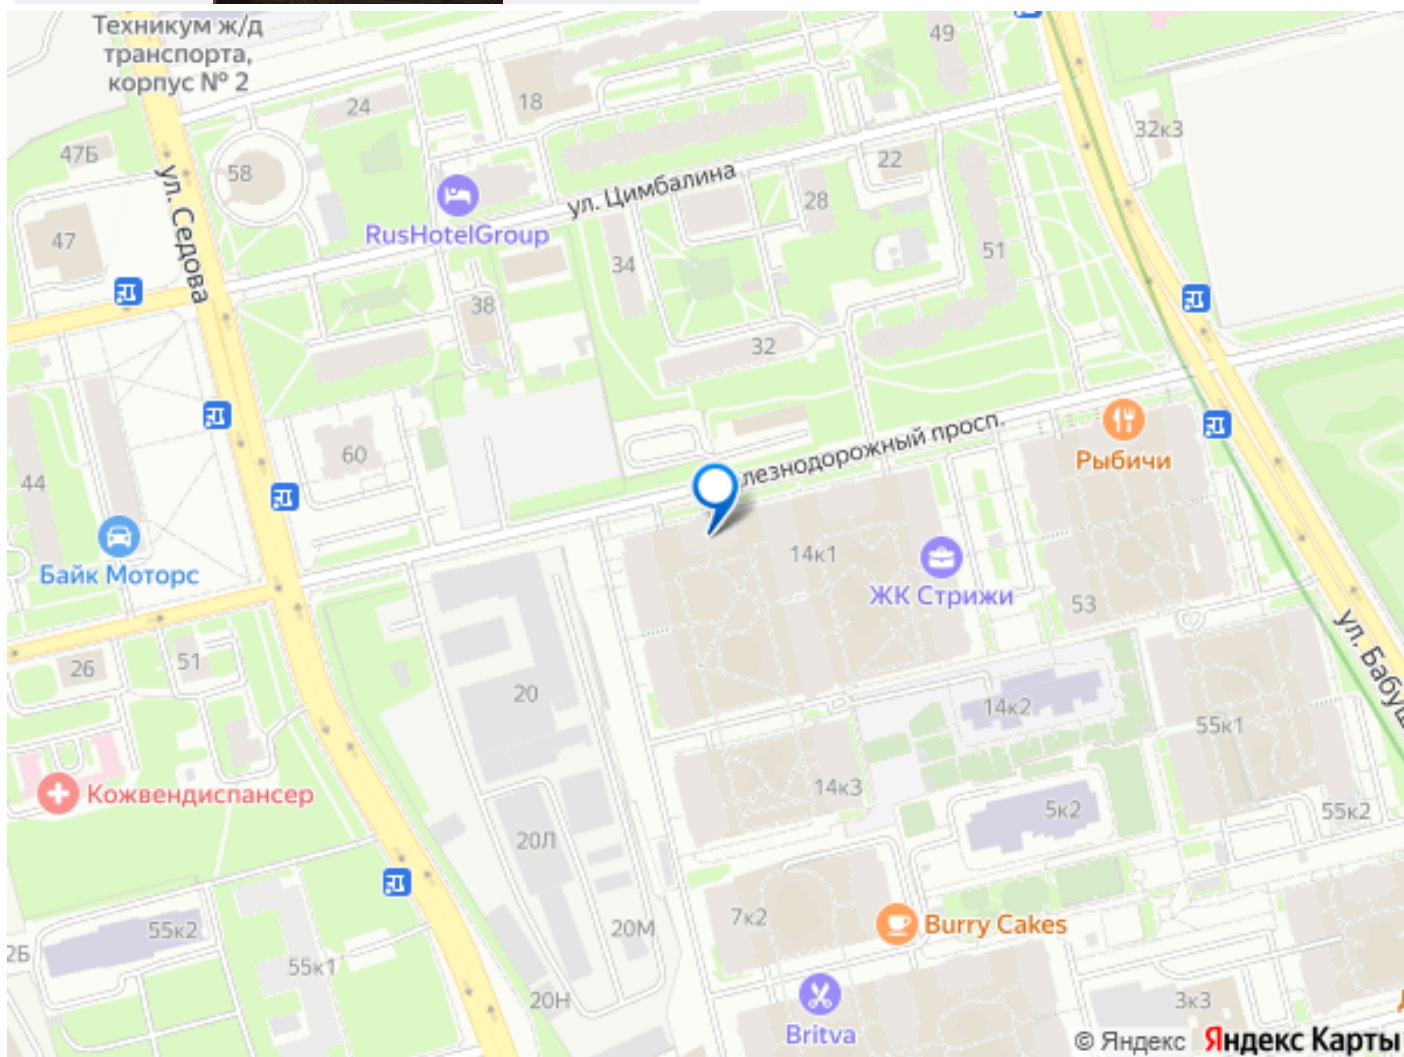 Техникум ж/д
транспорта,
корпус № 2
49
24
18
32к3
47Б
58
22
ул. Седова
ул. Цимбалина
28
47
RusHotelGroup
34
51
38
32
лезнодорожный просп.
60
Рыбичи
44
14к1
Байк Моторс
ЖК Стрижи
53
ул. Бабуш
26
51
20
14к2
55к1
Кожвендиспансер
14к3
5к2
55к2
20Л
7к2
Burry Cakes
20М
55к2
2Б
55к1
20Н
3к3
Britva
© Яндекс Яндекс Карты